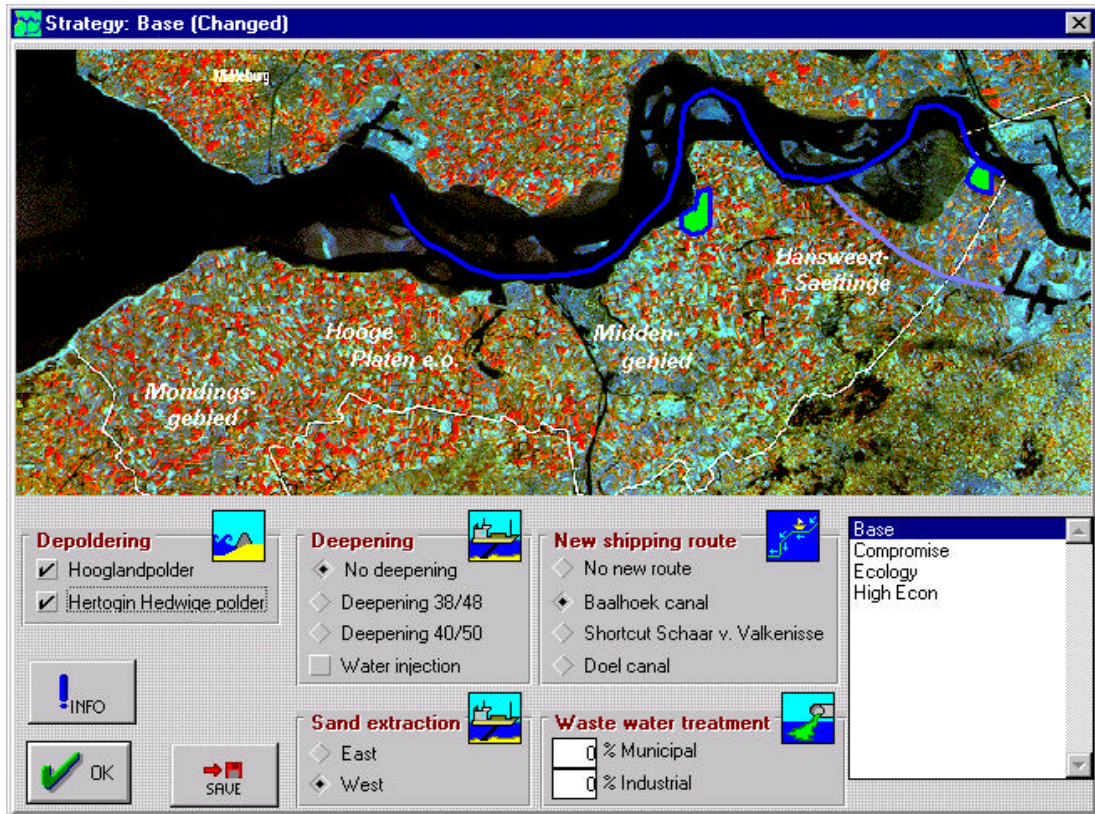 Strategy: Base (Changed)
Middelburg
Hansweert-
Saeftinge
Hooge
Platen e.o.
Midden-
gebied
Mondings-
gebied
Depoldering
Hooglandpolder
Hertogin Hedwige polder
Deepening
No deepening
Deepening 38/48
Deepening 40/50
Water injection
New shipping route
No new route
Baalhoek canal
Shortcut Schaar v. Valkenisse
Doel canal
Base
Compromise
Ecology
High Econ
INFO
OK
SAVE
Sand extraction
East
West
Waste water treatment
0 % Municipal
0 % Industrial